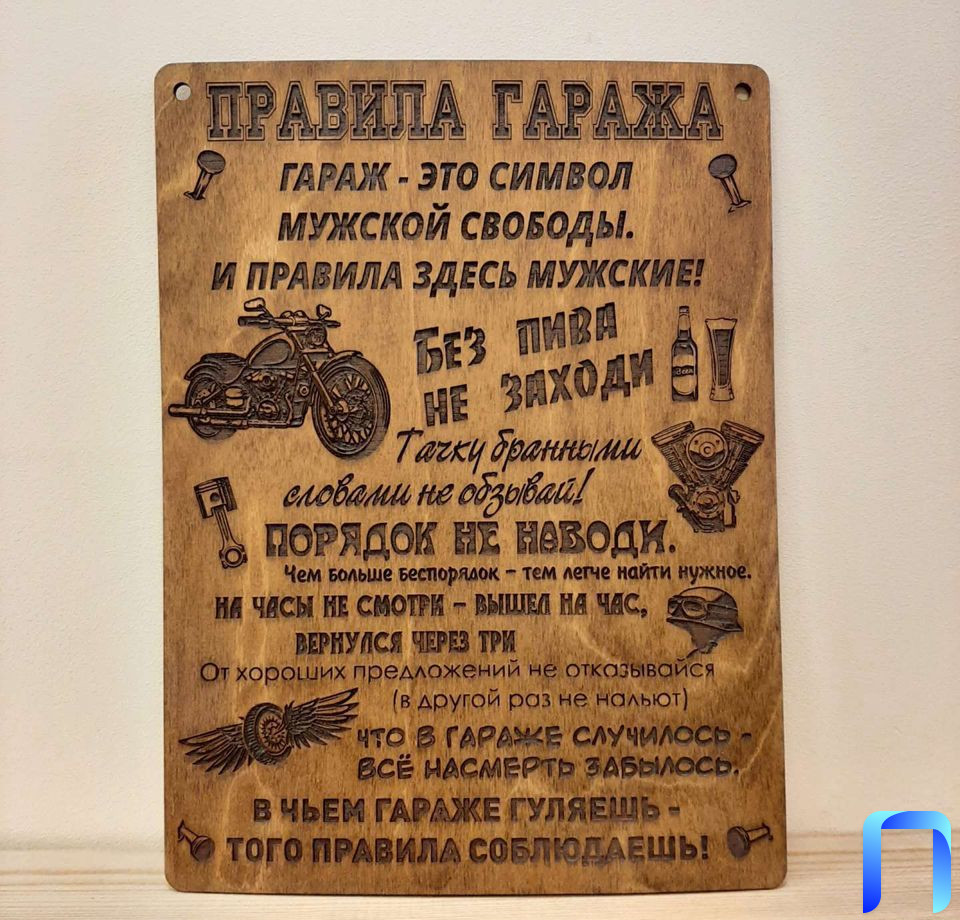 ПРАВИЛА ГАРАЖА
ГАРАЖ - ЭТО СИМВОЛ
МУЖСКОЙ СВОБОДЫ.
И ПРАВИЛА ЗДЕСЬ МУЖСКИЕ!
БЕЗ ПИВА
НЕ ЗАХОДИ
Beer
Тачку бранными
словами не обзывай!
ПОРЯДОК НЕ НАВОДИ.
Чем больше беспорядок – тем легче найти нужное.
НА ЧАСЫ НЕ СМОТРИ – ВЫШЕЛ НА ЧАС,
ВЕРНУЛСЯ ЧЕРЕЗ ТРИ
От хороших предложений не отказывайся
(в другой раз не нальют)
ЧТО В ГАРАЖЕ СЛУЧИЛОСЬ -
ВСЁ НАСМЕРТЬ ЗАБЫЛОСЬ.
В ЧЬЕМ ГАРАЖЕ ГУЛЯЕШЬ -
ТОГО ПРАВИЛА СОБЛЮДАЕШЬ!